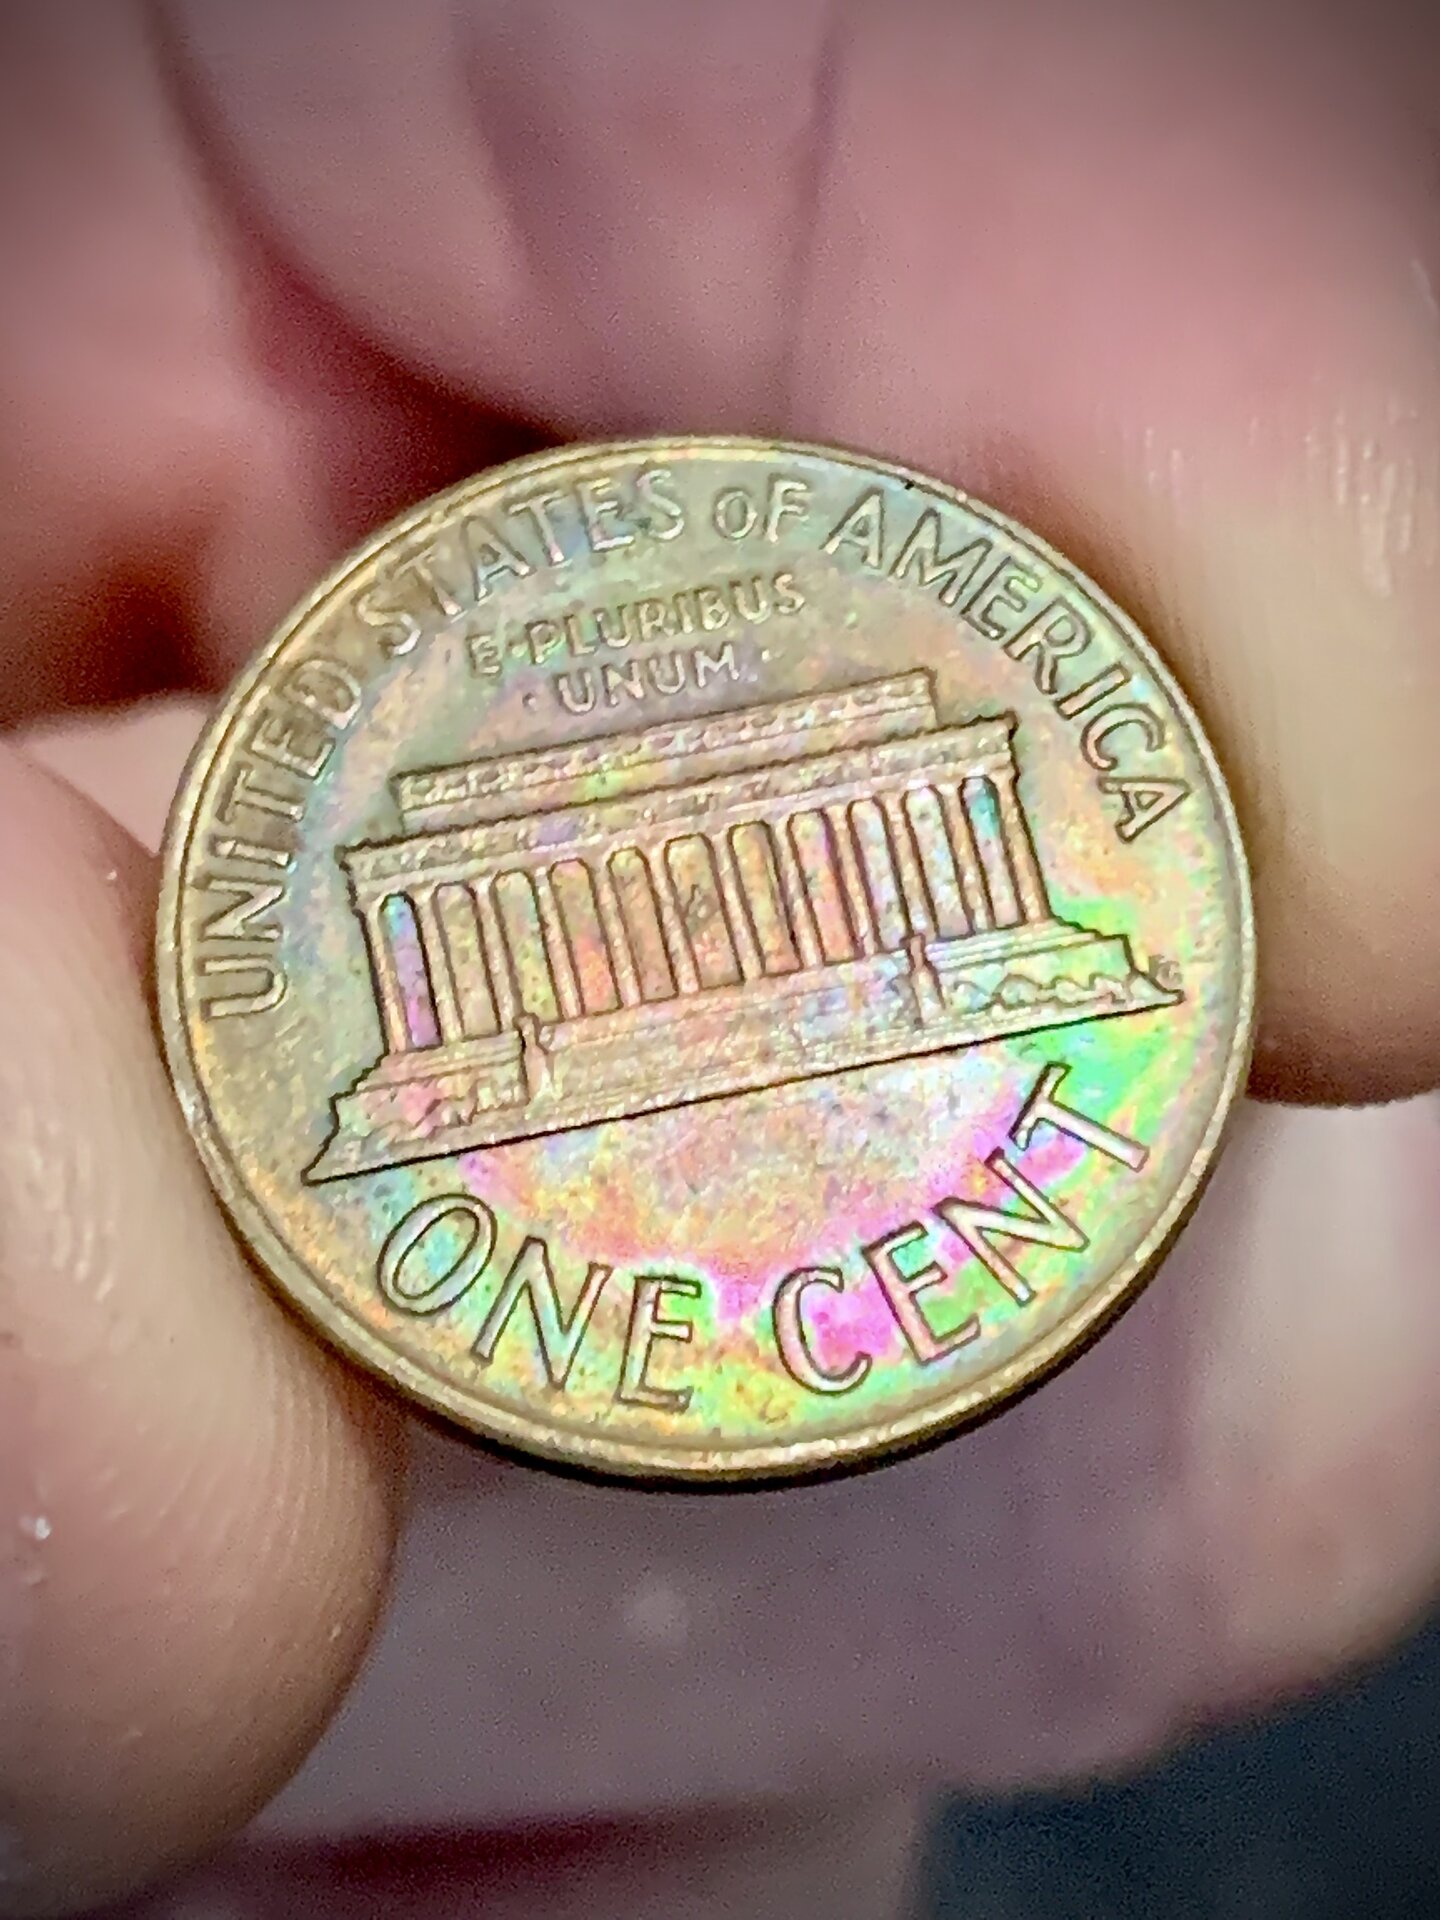 UNITED STATES OF AMERICA
E·PLURIBUS
·UNUM·
ONE CENT